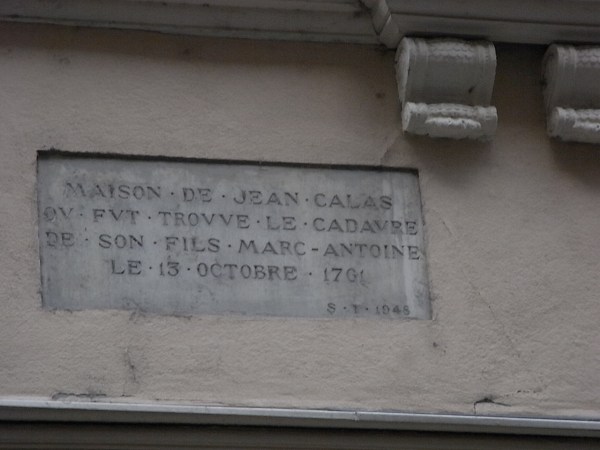 MAISON · DE · JEAN · CALAS
OV · FVT · TROVVE · LE · CADAVRE
DE · SON · FILS · MARC-ANTOINE
LE · 13 · OCTOBRE · 1761
S · T · 1945